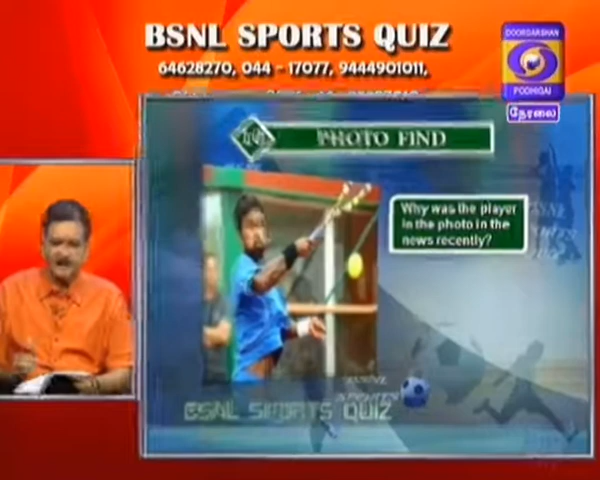 BSNL SPORTS QUIZ
64628270, 044 - 17077, 9444901011,
DOORDARSHAN
PODHIGAI
நேரலை
PHOTO FIND
Why was the player
in the photo in the
news recently?
BSNL SPORTS QUIZ